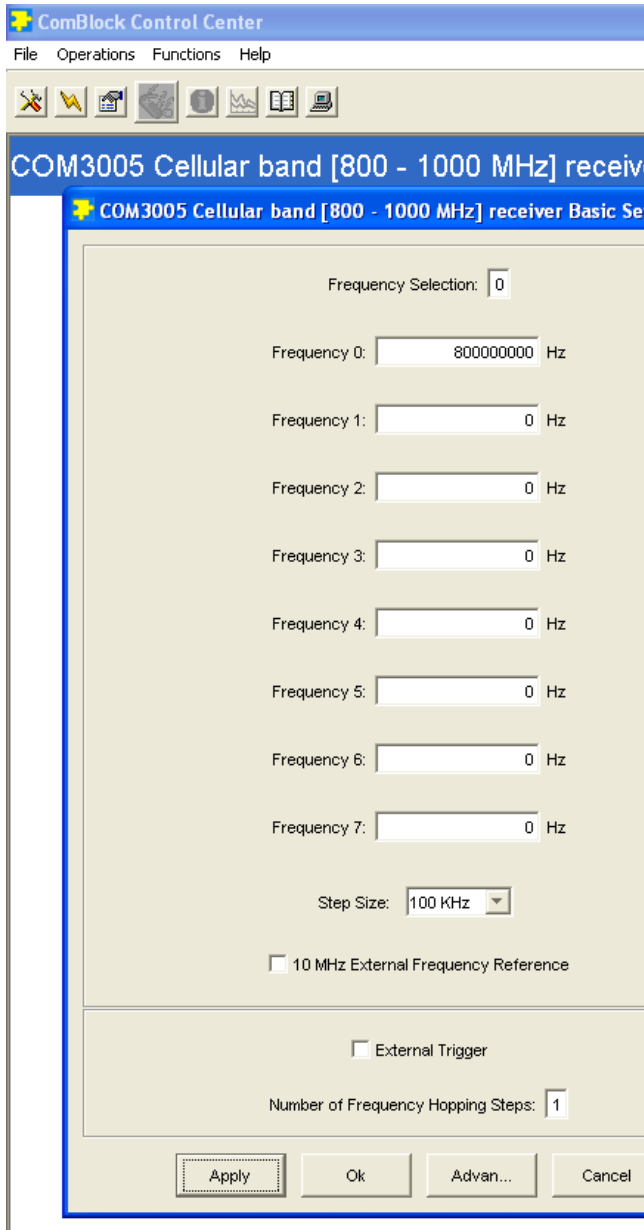 ComBlock Control Center
File Operations Functions Help
COM3005 Cellular band [800 - 1000 MHz] receiv
COM3005 Cellular band [800 - 1000 MHz] receiver Basic Se
Frequency Selection: 0
Frequency 0: 800000000 Hz
Frequency 1: 0 Hz
Frequency 2: 0 Hz
Frequency 3: 0 Hz
Frequency 4: 0 Hz
Frequency 5: 0 Hz
Frequency 6: 0 Hz
Frequency 7: 0 Hz
Step Size: 100 KHz
10 MHz External Frequency Reference
External Trigger
Number of Frequency Hopping Steps: 1
Apply Ok Advan... Cancel